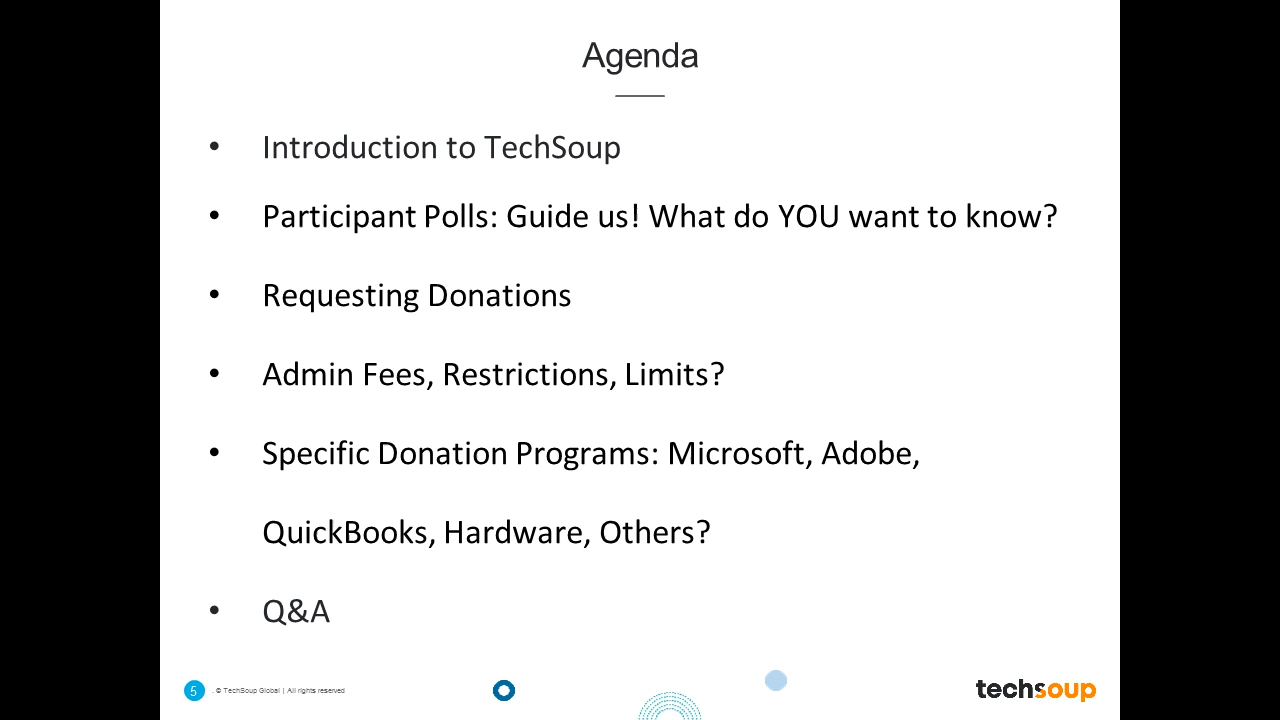 Agenda
• Introduction to TechSoup
• Participant Polls: Guide us! What do YOU want to know?
• Requesting Donations
• Admin Fees, Restrictions, Limits?
• Specific Donation Programs: Microsoft, Adobe,
QuickBooks, Hardware, Others?
• Q&A
5 . © TechSoup Global | All rights reserved
techsoup